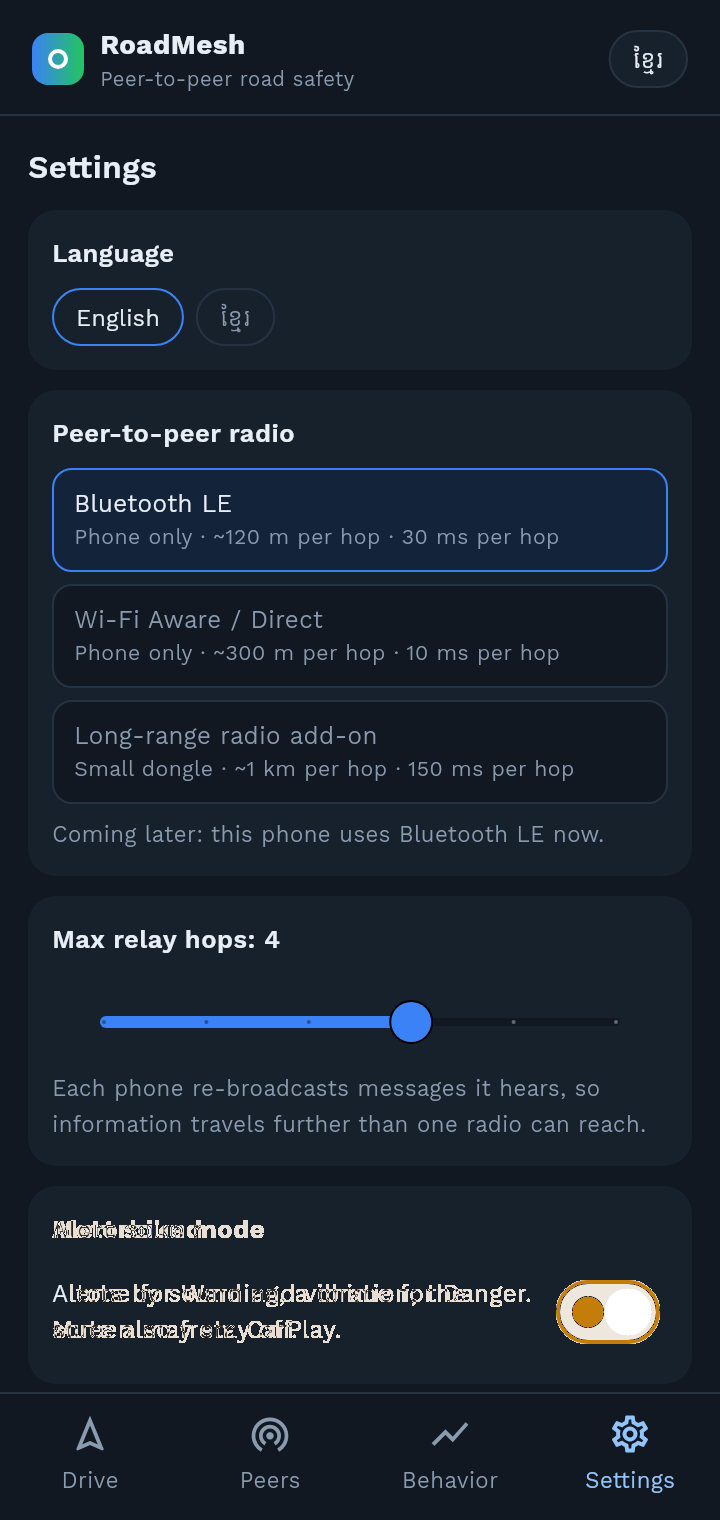 RoadMesh
Peer-to-peer road safety
ខ្មែរ
Settings
Language
English
ខ្មែរ
Peer-to-peer radio
Bluetooth LE
Phone only · ~120 m per hop · 30 ms per hop
Wi-Fi Aware / Direct
Phone only · ~300 m per hop · 10 ms per hop
Long-range radio add-on
Small dongle · ~1 km per hop · 150 ms per hop
Coming later: this phone uses Bluetooth LE now.
Max relay hops: 4
Each phone re-broadcasts messages it hears, so
information travels further than one radio can reach.
Drive
Peers
Behavior
Settings